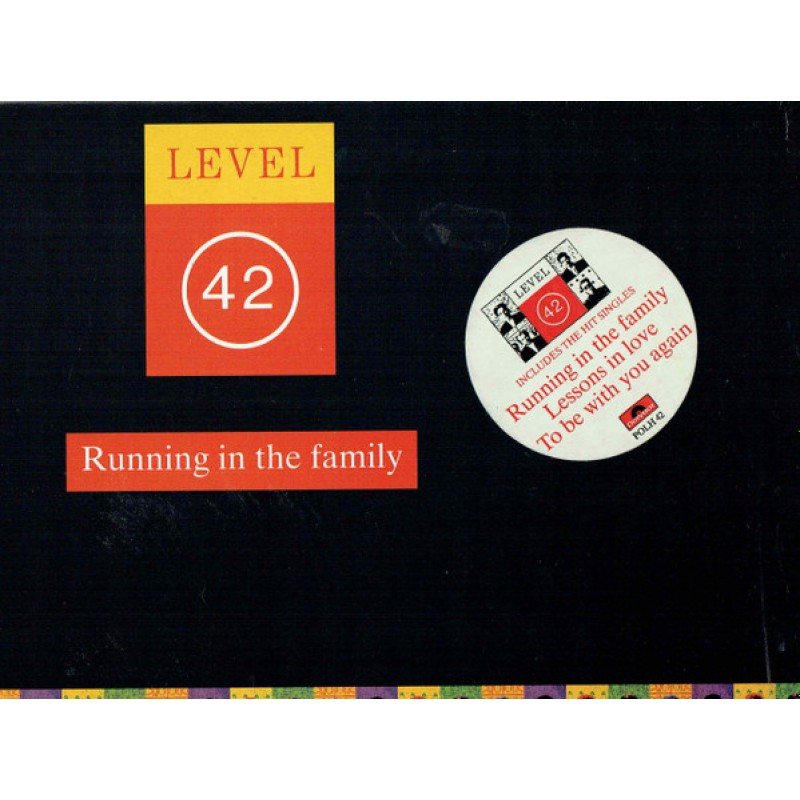 LEVEL
42
Running in the family
LEVEL
42
INCLUDES THE HIT SINGLES
Running in the family
Lessons in love
To be with you again
Polydor
POLH 42